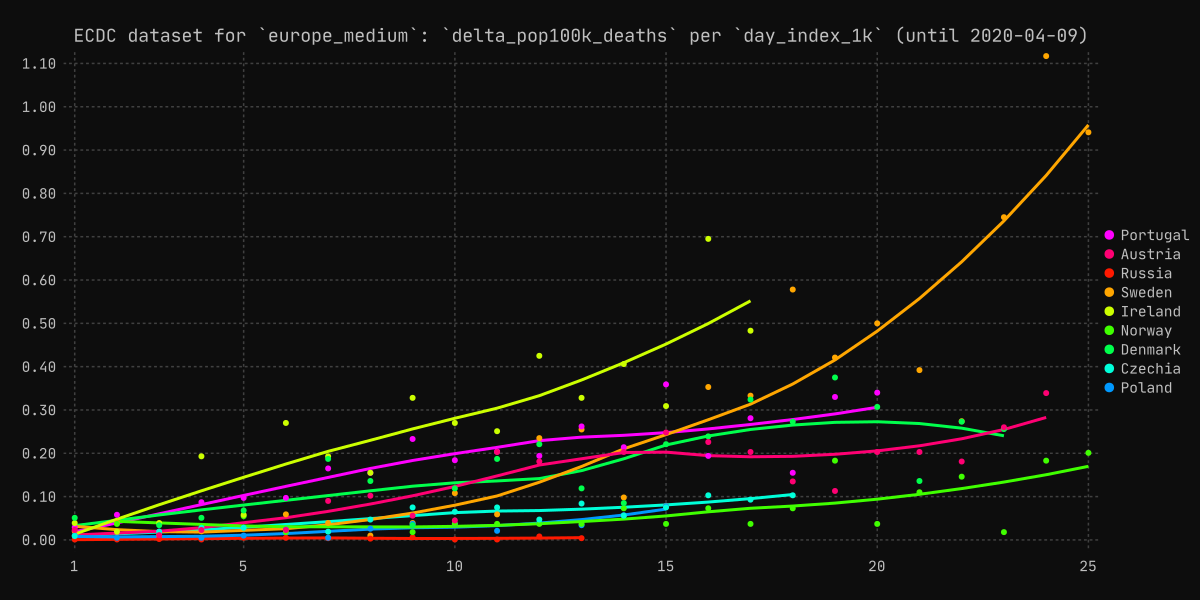 ECDC dataset for `europe_medium`: `delta_pop100k_deaths` per `day_index_1k` (until 2020-04-09)
1.10
1.00
0.90
0.80
0.70
0.60
0.50
0.40
0.30
0.20
0.10
0.00
1 5 10 15 20 25
Portugal
Austria
Russia
Sweden
Ireland
Norway
Denmark
Czechia
Poland